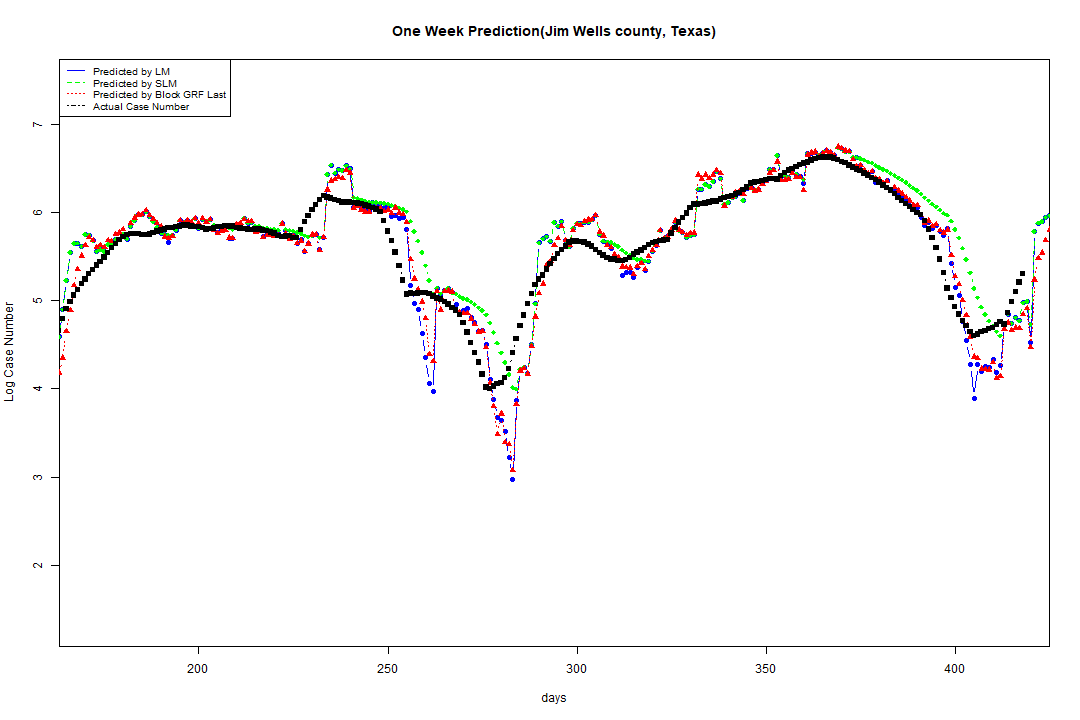 One Week Prediction(Jim Wells county, Texas)
Predicted by LM
Predicted by SLM
Predicted by Block GRF Last
Actual Case Number
7
6
5
4
3
2
Log Case Number
200 250 300 350 400
days